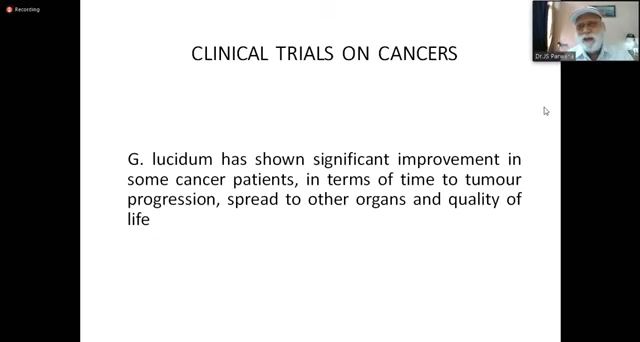 Recording
CLINICAL TRIALS ON CANCERS
Dr.JS Parwana
G. lucidum has shown significant improvement in
some cancer patients, in terms of time to tumour
progression, spread to other organs and quality of
life